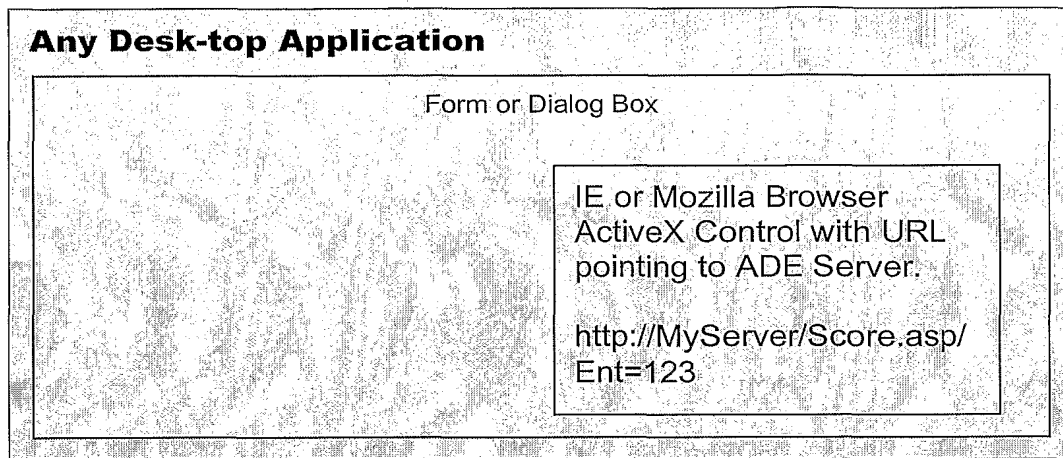 Any Desk-top Application
Form or Dialog Box
IE or Mozilla Browser
ActiveX Control with URL
pointing to ADE Server.
http://MyServer/Score.asp/
Ent=123